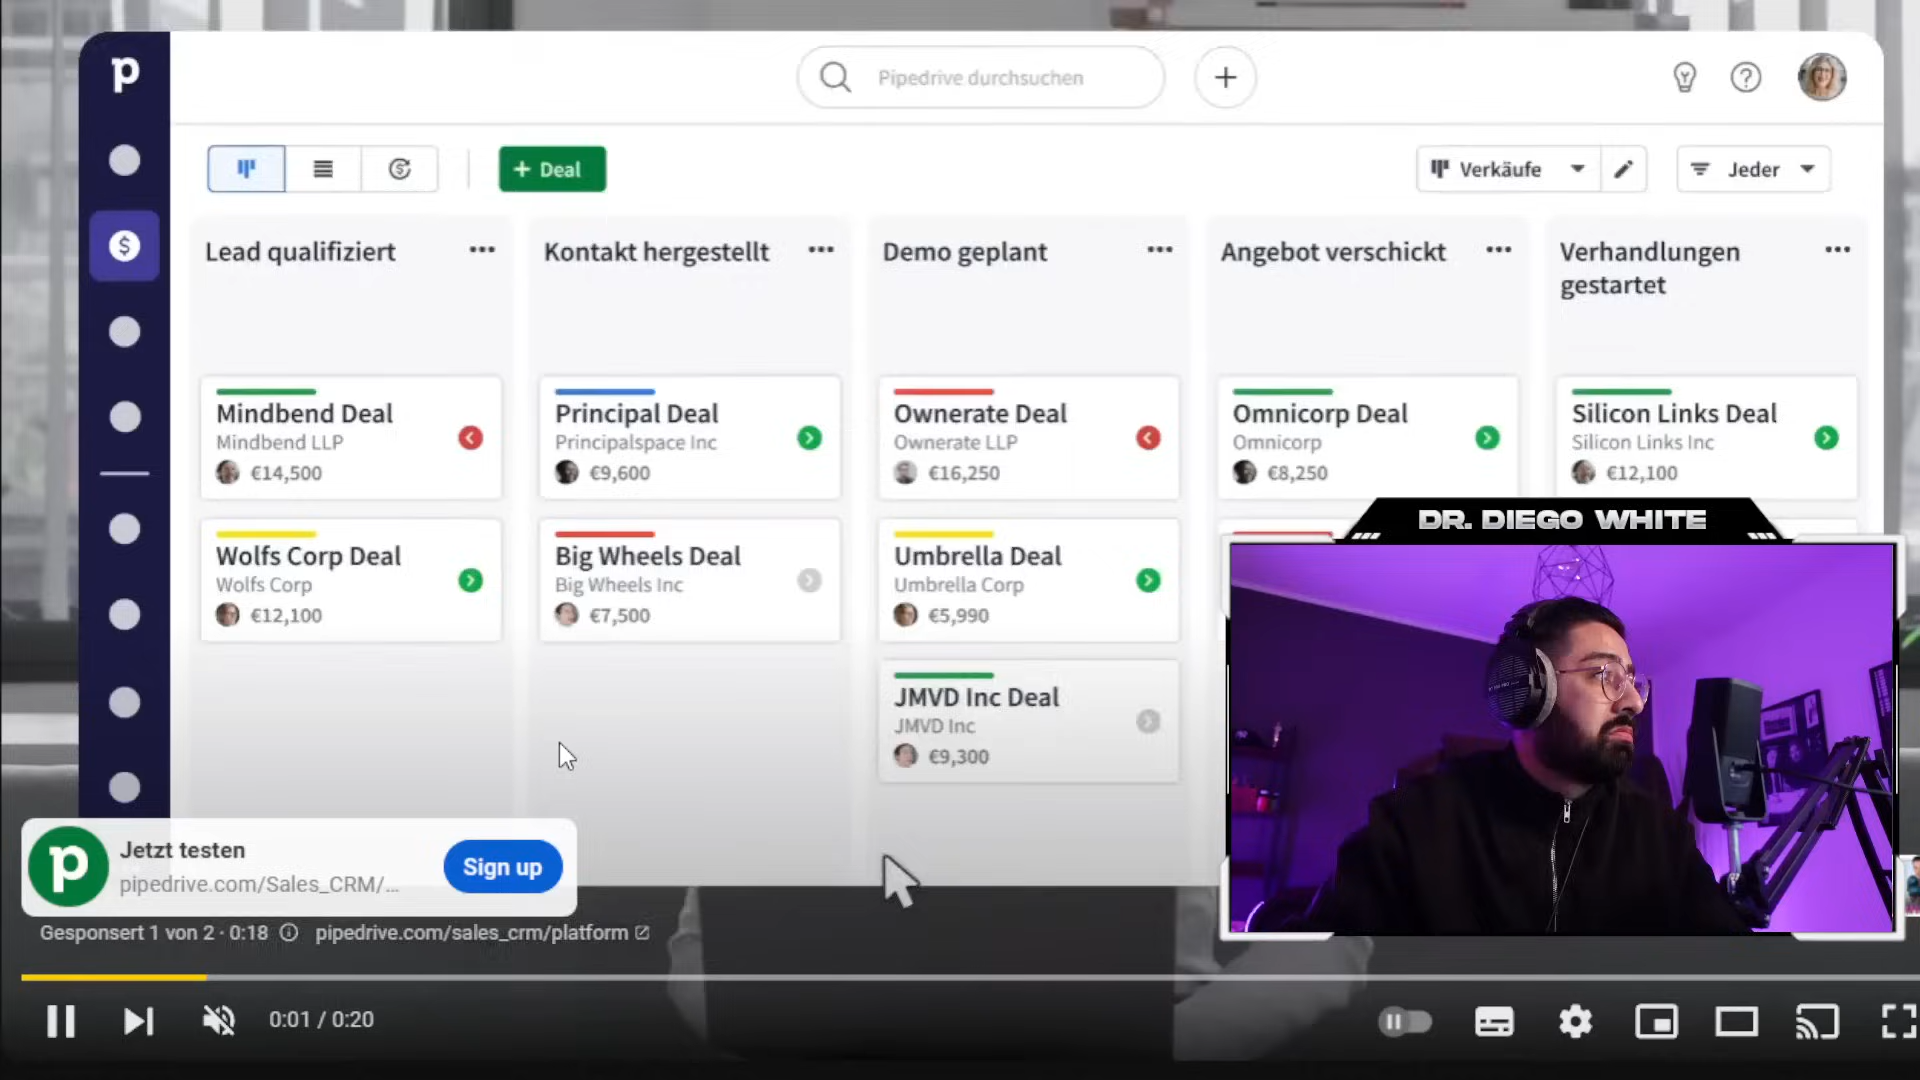 p
Pipedrive durchsuchen
+ Deal
Verkäufe
Jeder
Lead qualifiziert
Kontakt hergestellt
Demo geplant
Angebot verschickt
Verhandlungen
gestartet
Mindbend Deal
Mindbend LLP
€14,500
Principal Deal
Principalspace Inc
€9,600
Ownerate Deal
Ownerate LLP
€16,250
Omnicorp Deal
Omnicorp
€8,250
Silicon Links Deal
Silicon Links Inc
€12,100
Wolfs Corp Deal
Wolfs Corp
€12,100
Big Wheels Deal
Big Wheels Inc
€7,500
Umbrella Deal
Umbrella Corp
€5,990
JMVD Inc Deal
JMVD Inc
€9,300
DR. DIEGO WHITE
p
Jetzt testen
pipedrive.com/Sales_CRM/...
Sign up
Gesponsert 1 von 2 · 0:18
pipedrive.com/sales_crm/platform
0:01 / 0:20